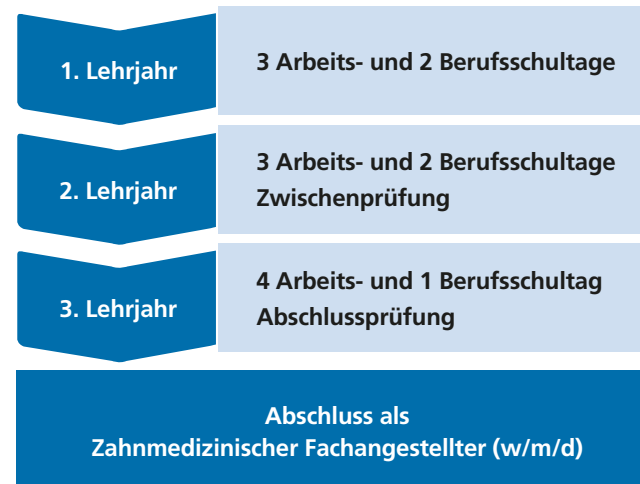 1. Lehrjahr
3 Arbeits- und 2 Berufsschultage
2. Lehrjahr
3 Arbeits- und 2 Berufsschultage
Zwischenprüfung
3. Lehrjahr
4 Arbeits- und 1 Berufsschultag
Abschlussprüfung
Abschluss als
Zahnmedizinischer Fachangestellter (w/m/d)